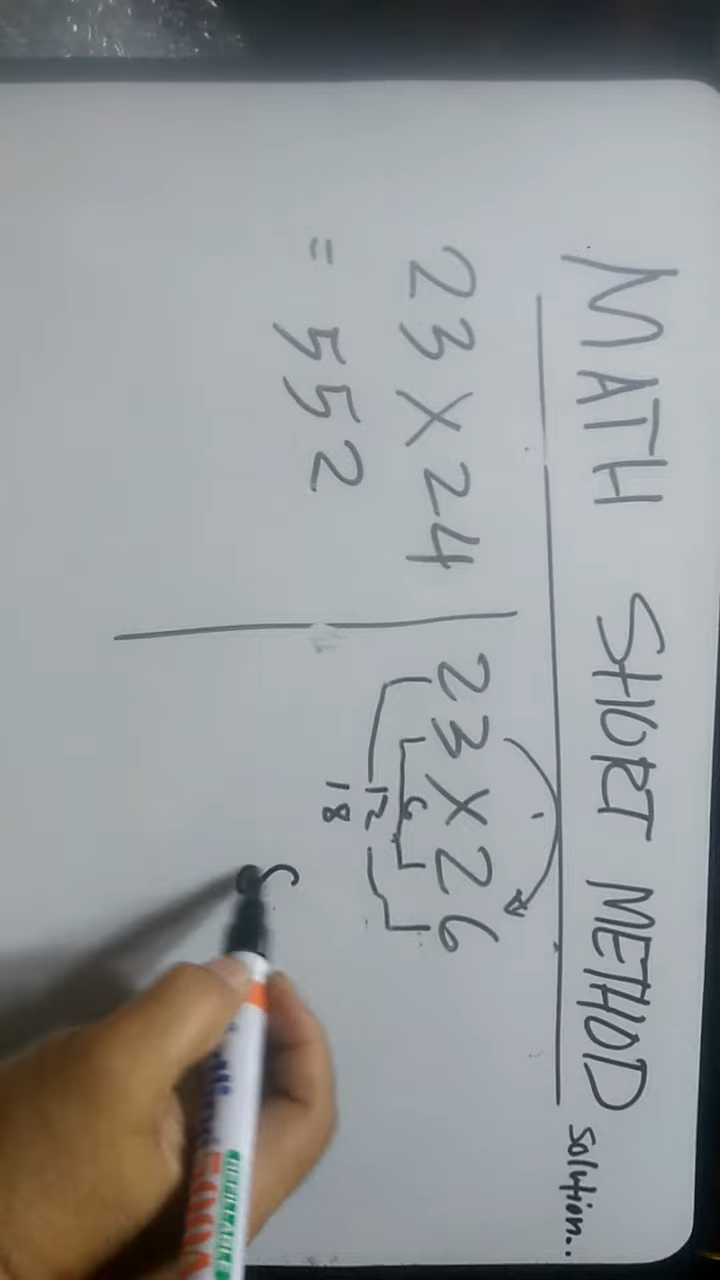 MATH SHORT METHOD
solution...
23 X 24
= 552
23 X 26
6
12
18